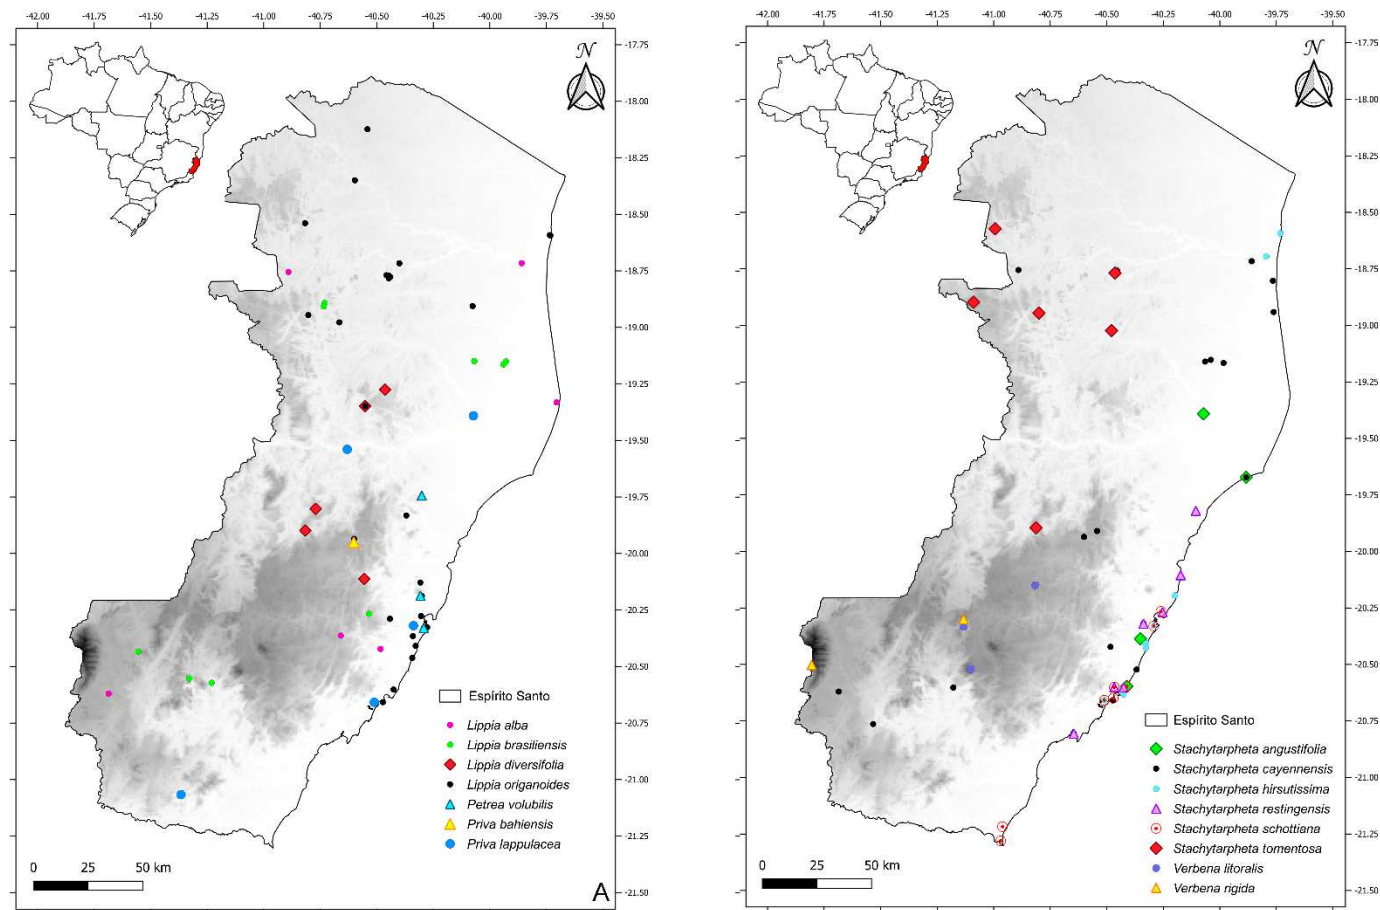 -42.00 -41.75 -41.50 -41.25 -41.00 -40.75 -40.50 -40.25 -40.00 -39.75 -39.50
N
-17.75
-18.00
-18.25
-18.50
-18.75
-19.00
-19.25
-19.50
-19.75
-20.00
-20.25
-20.50
-20.75
-21.00
-21.25
-21.50
Espírito Santo
Lippia alba
Lippia brasiliensis
Lippia diversifolia
Lippia origanoides
Petrea volubilis
Priva bahiensis
Priva lappulacea
0 25 50 km
A
-42.00 -41.75 -41.50 -41.25 -41.00 -40.75 -40.50 -40.25 -40.00 -39.75 -39.50
N
-17.75
-18.00
-18.25
-18.50
-18.75
-19.00
-19.25
-19.50
-19.75
-20.00
-20.25
-20.50
-20.75
-21.00
-21.25
-21.50
Espírito Santo
Stachytarpheta angustifolia
Stachytarpheta cayennensis
Stachytarpheta hirsutissima
Stachytarpheta restingensis
Stachytarpheta schottiana
Stachytarpheta tomentosa
Verbena litoralis
Verbena rigida
0 25 50 km